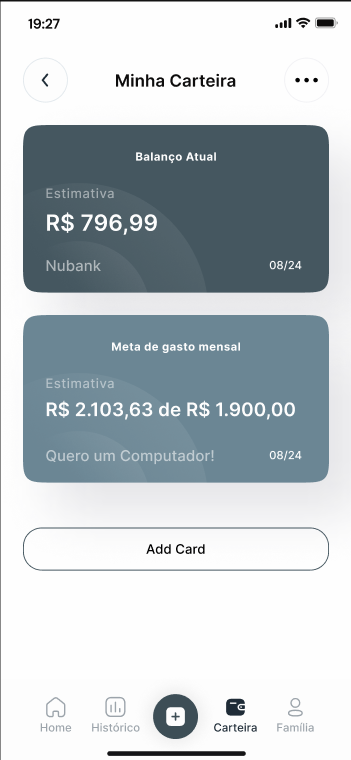 19:27
Minha Carteira
Balanço Atual
Estimativa
R$ 796,99
Nubank 08/24
Meta de gasto mensal
Estimativa
R$ 2.103,63 de R$ 1.900,00
Quero um Computador! 08/24
Add Card
Home Histórico Carteira Família